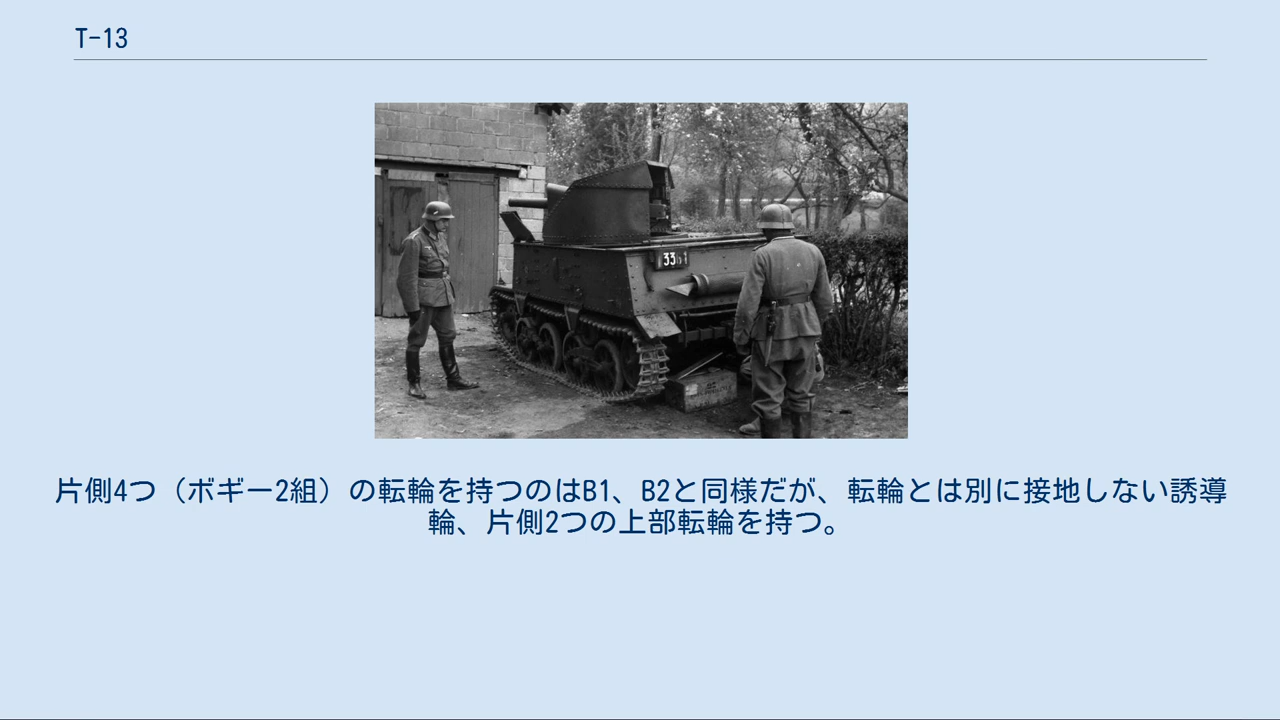 T-13
片側4つ（ボギー2組）の転輪を持つのはB1、B2と同様だが、転輪とは別に接地しない誘導
輪、片側2つの上部転輪を持つ。